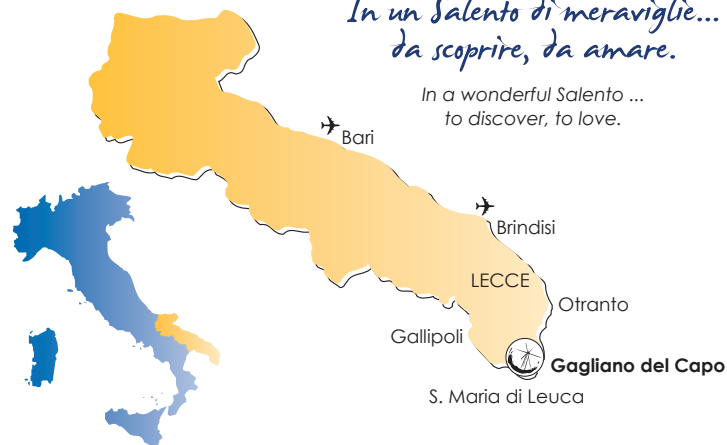 In un Salento di meraviglie...
da scoprire, da amare.
In a wonderful Salento ...
to discover, to love.
Bari
Brindisi
LECCE
Otranto
Gallipoli
Gagliano del Capo
S. Maria di Leuca